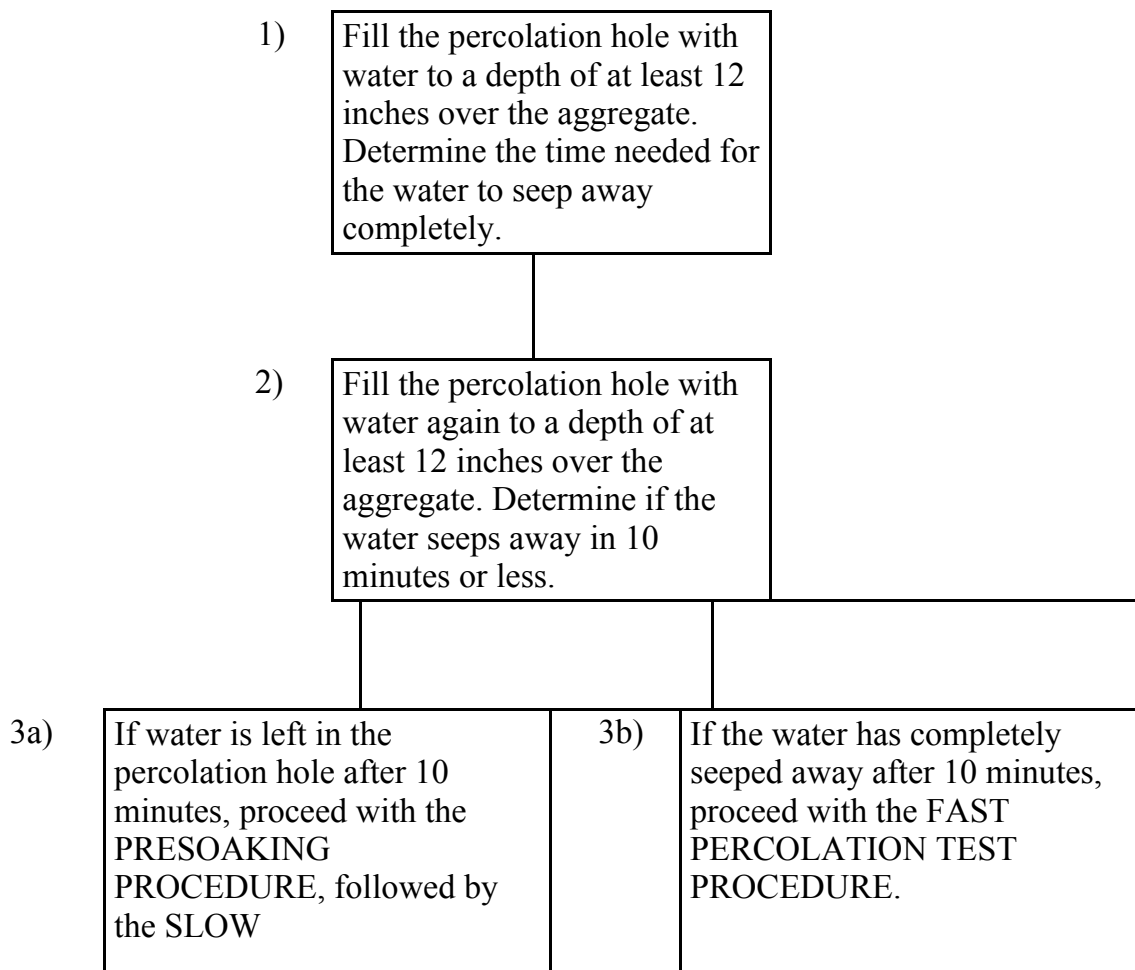 1)
Fill the percolation hole with
water to a depth of at least 12
inches over the aggregate.
Determine the time needed for
the water to seep away
completely.
2)
Fill the percolation hole with
water again to a depth of at
least 12 inches over the
aggregate. Determine if the
water seeps away in 10
minutes or less.
3a)
If water is left in the
percolation hole after 10
minutes, proceed with the
PRESOAKING
PROCEDURE, followed by
the SLOW
3b)
If the water has completely
seeped away after 10 minutes,
proceed with the FAST
PERCOLATION TEST
PROCEDURE.